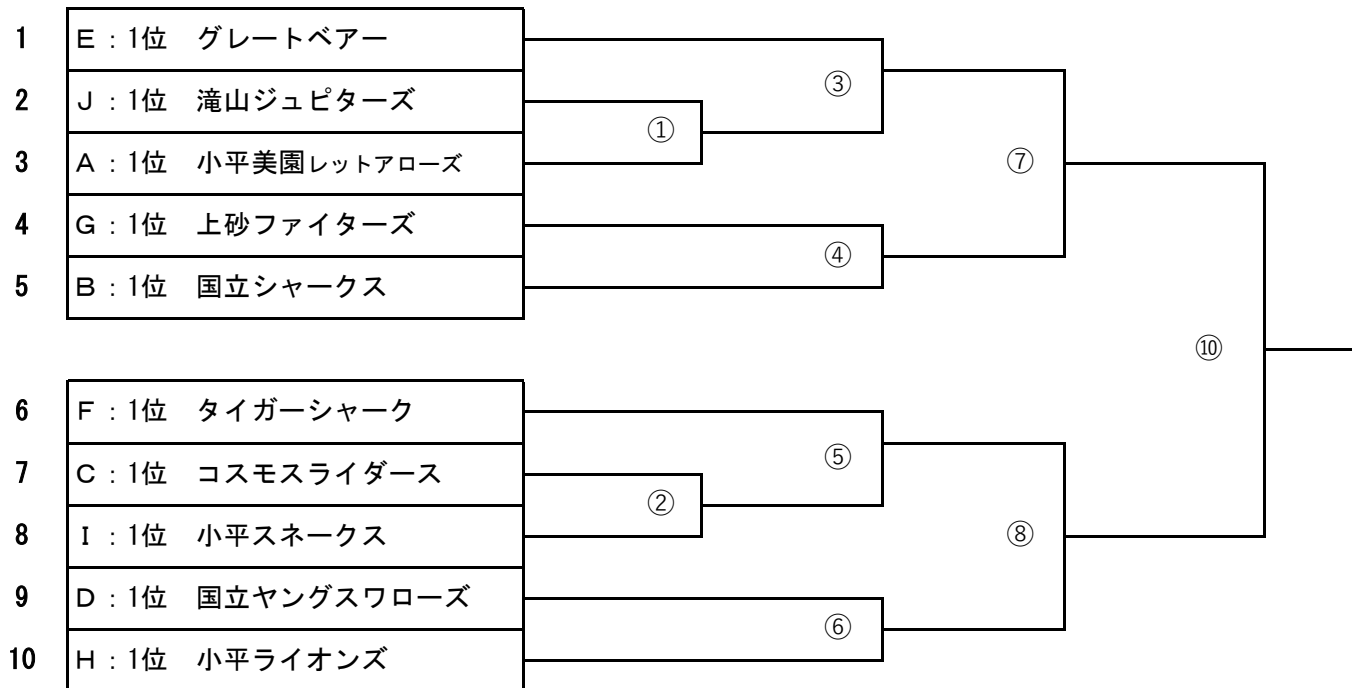 1 E：1位 グレートベアー
2 J：1位 滝山ジュピターズ
3 A：1位 小平美園レットアローズ
4 G：1位 上砂ファイターズ
5 B：1位 国立シャークス
6 F：1位 タイガーシャーク
7 C：1位 コスモスライダース
8 I：1位 小平スネークス
9 D：1位 国立ヤングスワローズ
10 H：1位 小平ライオンズ
①
②
③
④
⑤
⑥
⑦
⑧
⑩